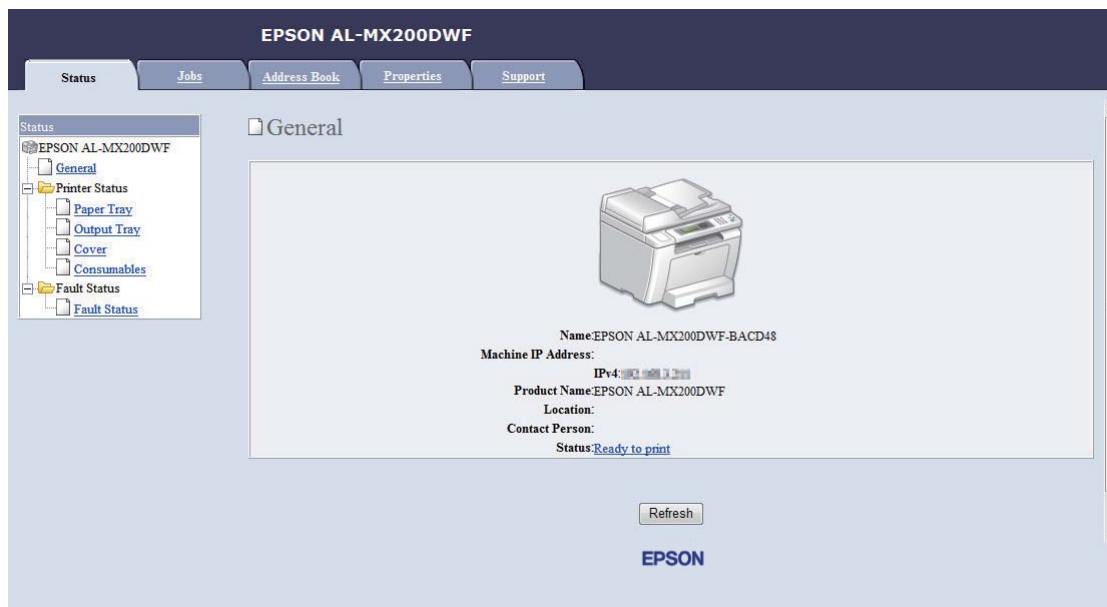 EPSON AL-MX200DWF
Status
Jobs
Address Book
Properties
Support
Status
EPSON AL-MX200DWF
General
Printer Status
Paper Tray
Output Tray
Cover
Consumables
Fault Status
Fault Status
General
Name:EPSON AL-MX200DWF-BACD48
Machine IP Address:
IPv4:
Product Name:EPSON AL-MX200DWF
Location:
Contact Person:
Status:Ready to print
Refresh
EPSON